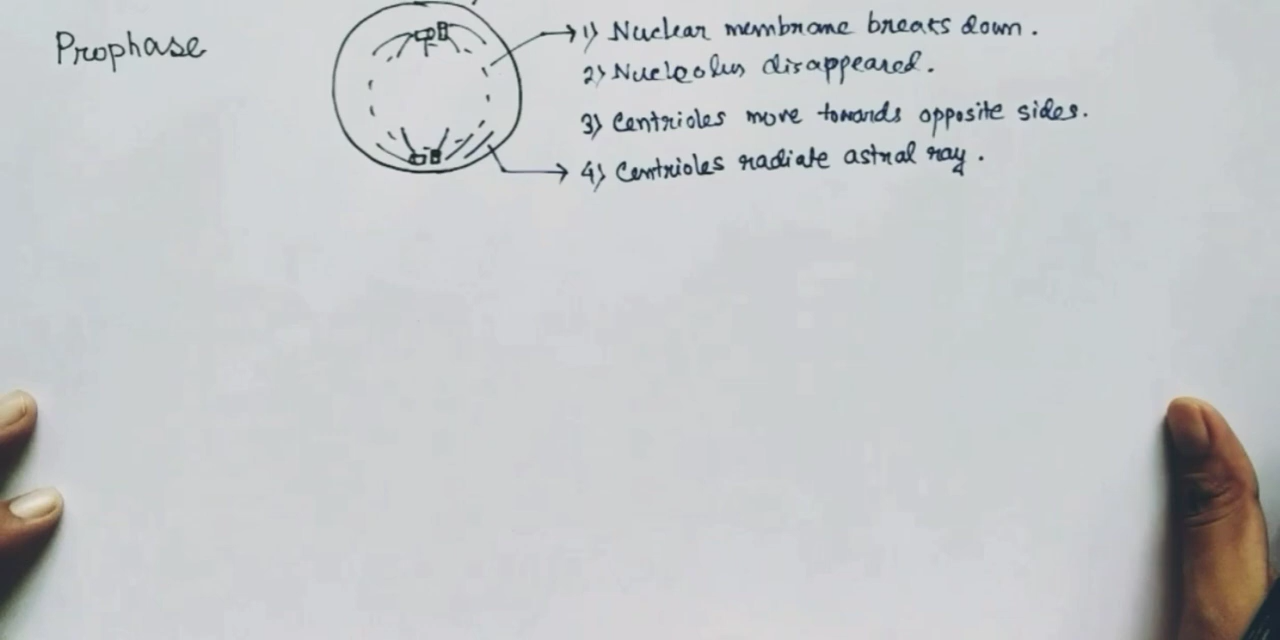 Prophase
1) Nuclear membrane breaks down.
2) Nucleolus disappeared.
3) Centrioles move towards opposite sides.
4) Centrioles radiate astral ray.